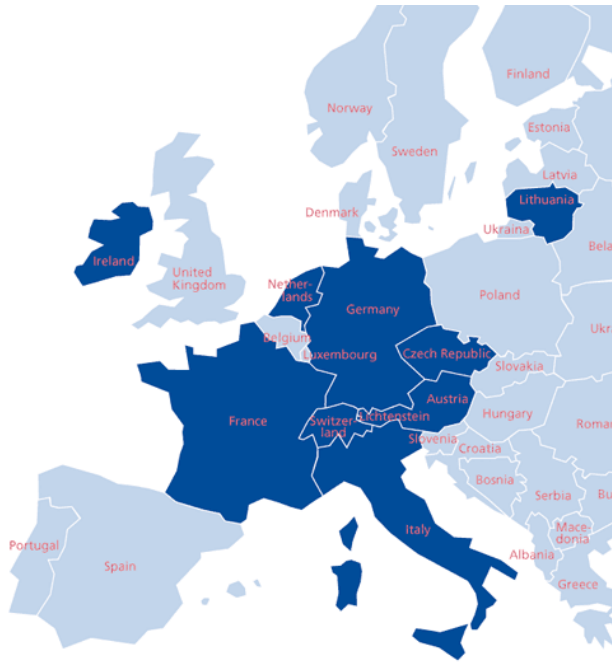 Finland
Norway
Estonia
Sweden
Latvia
Lithuania
Denmark
Ukraina
Bela
Ireland
United
Kingdom
Nether-
lands
Germany
Poland
Ukr
Belgium
Luxembourg
Czech Republic
Slovakia
Austria
France
Switzer-
land
Lichtenstein
Hungary
Roman
Slovenia
Croatia
Bosnia
Serbia
Bu
Italy
Mace-
donia
Portugal
Spain
Albania
Greece